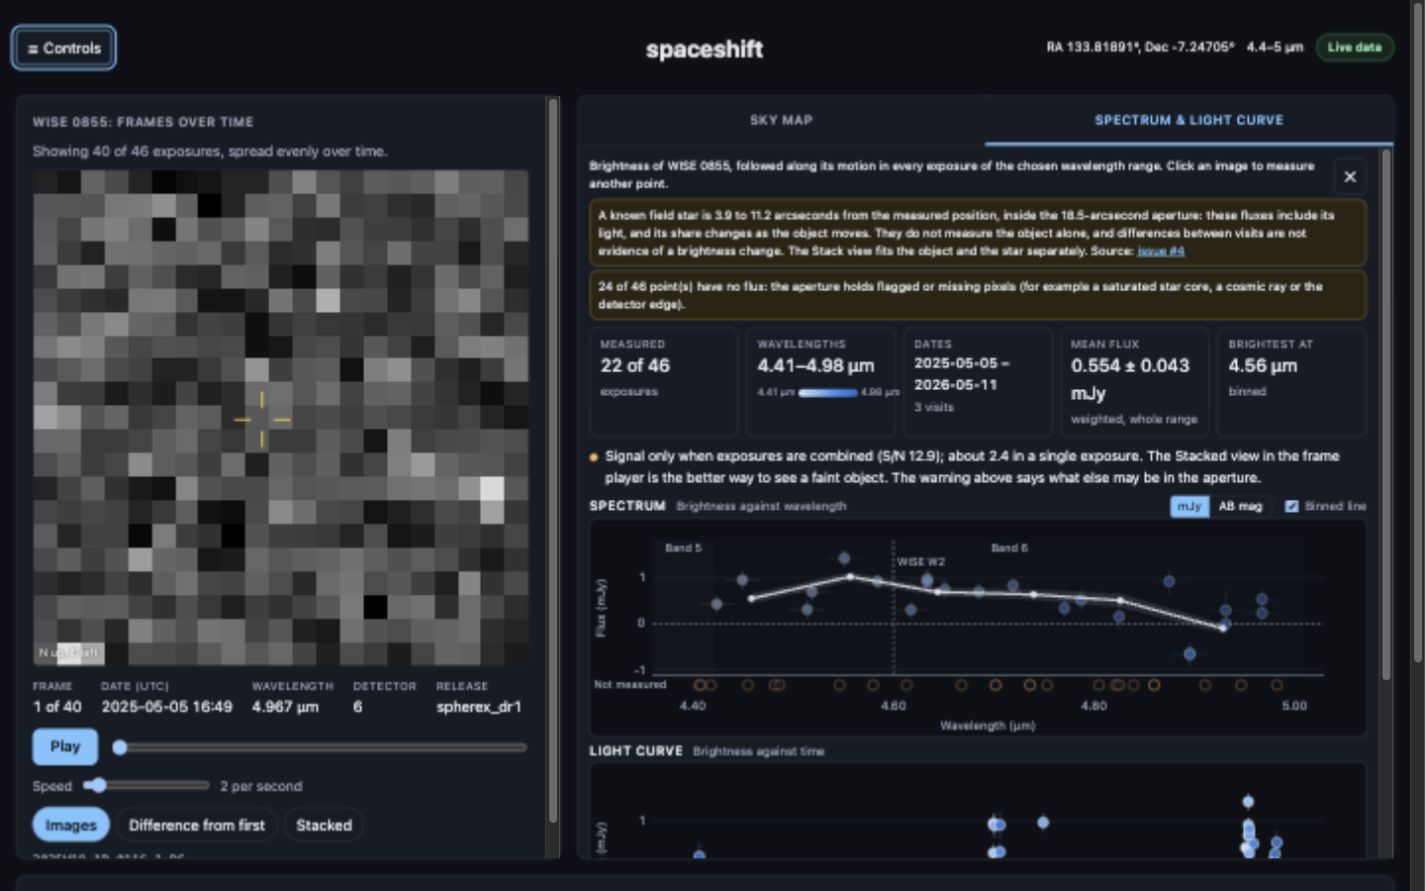 ≡ Controls
spaceshift
RA 133.81891°, Dec -7.24705° 4.4–5 µm Live data
WISE 0855: FRAMES OVER TIME
Showing 40 of 46 exposures, spread evenly over time.
FRAME DATE (UTC) WAVELENGTH DETECTOR RELEASE
1 of 40 2025-05-05 16:49 4.967 µm 6 spherex_dr1
Play
Speed 2 per second
Images Difference from first Stacked
SKY MAP SPECTRUM & LIGHT CURVE
Brightness of WISE 0855, followed along its motion in every exposure of the chosen wavelength range. Click an image to measure
another point.
A known field star is 3.9 to 11.2 arcseconds from the measured position, inside the 18.5-arcsecond aperture: these fluxes include its
light, and its share changes as the object moves. They do not measure the object alone, and differences between visits are not
evidence of a brightness change. The Stack view fits the object and the star separately. Source: issue #4
24 of 46 point(s) have no flux: the aperture holds flagged or missing pixels (for example a saturated star core, a cosmic ray or the
detector edge).
MEASURED
22 of 46
exposures
WAVELENGTHS
4.41–4.98 µm
4.41 µm 4.98 µm
DATES
2025-05-05 –
2026-05-11
3 visits
MEAN FLUX
0.554 ± 0.043
mJy
weighted, whole range
BRIGHTEST AT
4.56 µm
binned
Signal only when exposures are combined (S/N 12.9); about 2.4 in a single exposure. The Stacked view in the frame
player is the better way to see a faint object. The warning above says what else may be in the aperture.
SPECTRUM Brightness against wavelength mJy AB mag Binned line
Band 5 Band 6
WISE W2
Flux (mJy)
1
0
-1
Not measured
4.40 4.60 4.80 5.00
Wavelength (µm)
LIGHT CURVE Brightness against time
1
(mJy)